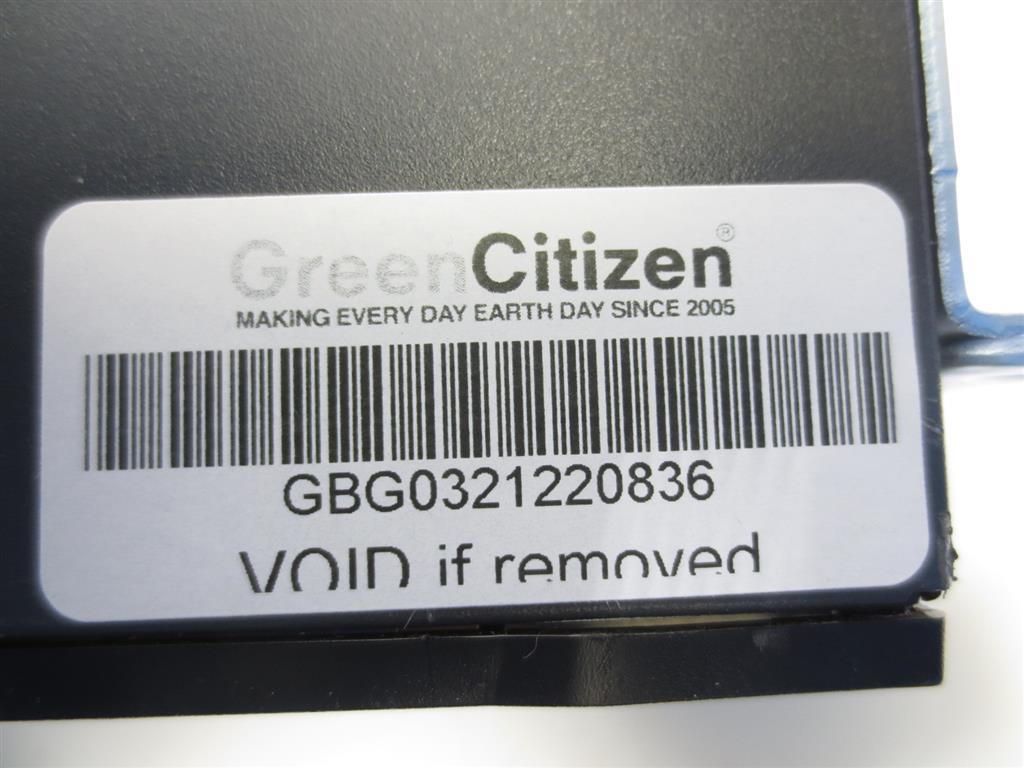 GreenCitizen®
MAKING EVERY DAY EARTH DAY SINCE 2005
GBG0321220836
VOID if removed